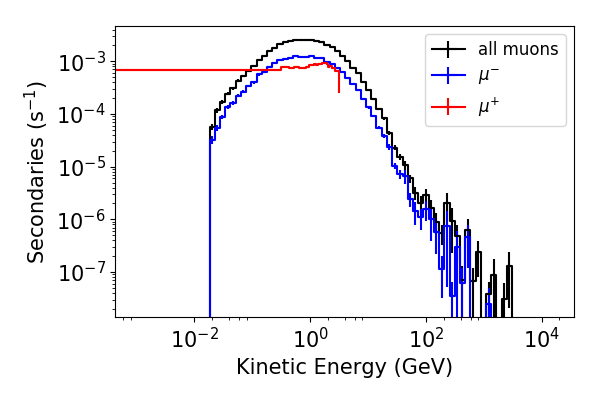 all muons
μ⁻
μ⁺
10⁻³
10⁻⁴
10⁻⁵
10⁻⁶
10⁻⁷
Secondaries (s⁻¹)
10⁻² 10⁰ 10² 10⁴
Kinetic Energy (GeV)